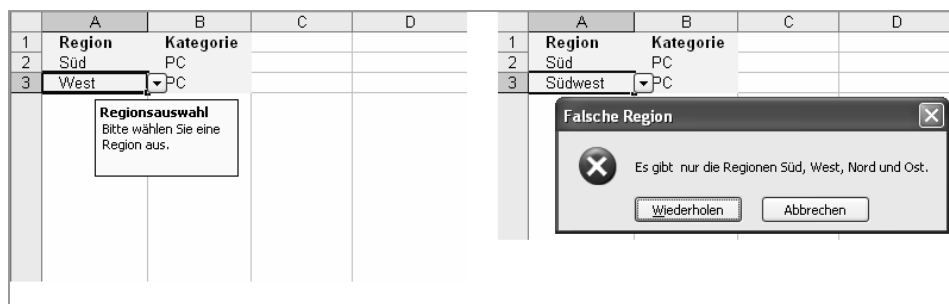 A B C D
1 Region Kategorie
2 Süd PC
3 West PC
Regionsauswahl
Bitte wählen Sie eine
Region aus.
A B C D
1 Region Kategorie
2 Süd PC
3 Südwest PC
Falsche Region
Es gibt nur die Regionen Süd, West, Nord und Ost.
Wiederholen Abbrechen